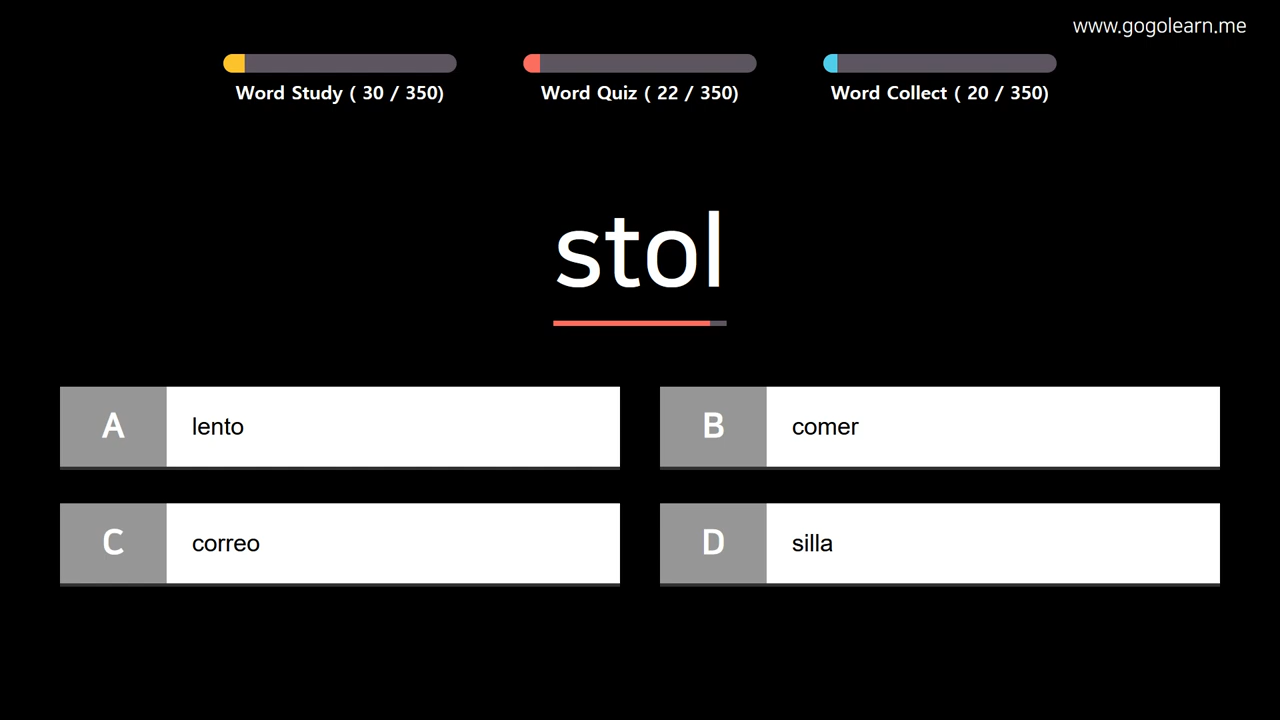 www.gogolearn.me
Word Study ( 30 / 350)
Word Quiz ( 22 / 350)
Word Collect ( 20 / 350)
stol
A lento
B comer
C correo
D silla